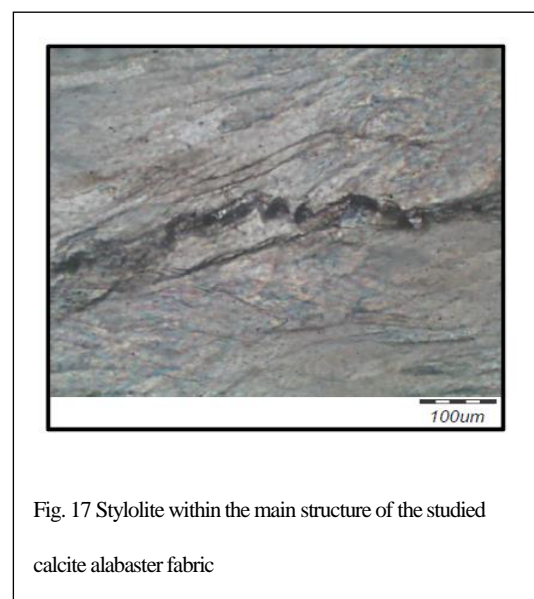 100um
Fig. 17 Stylolite within the main structure of the studied
calcite alabaster fabric